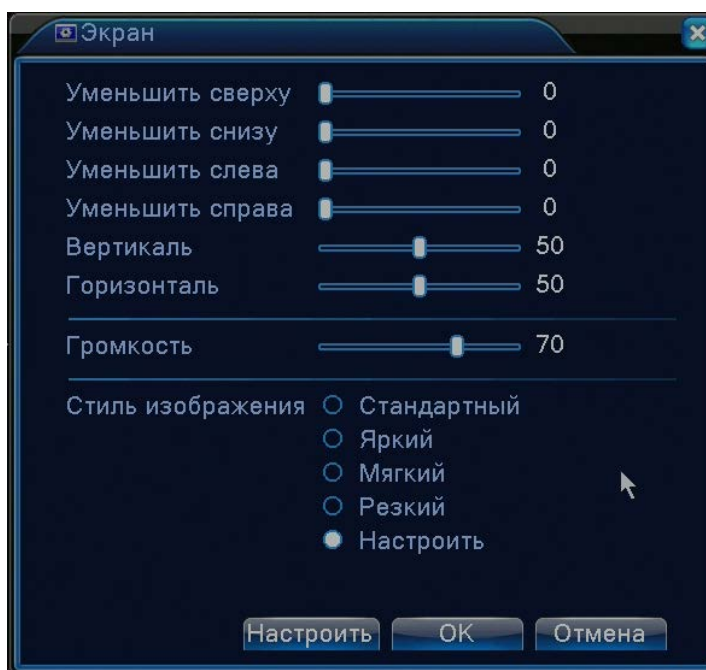 Экран
Уменьшить сверху 0
Уменьшить снизу 0
Уменьшить слева 0
Уменьшить справа 0
Вертикаль 50
Горизонталь 50
Громкость 70
Стиль изображения Стандартный
Яркий
Мягкий
Резкий
Настроить
Настроить OK Отмена